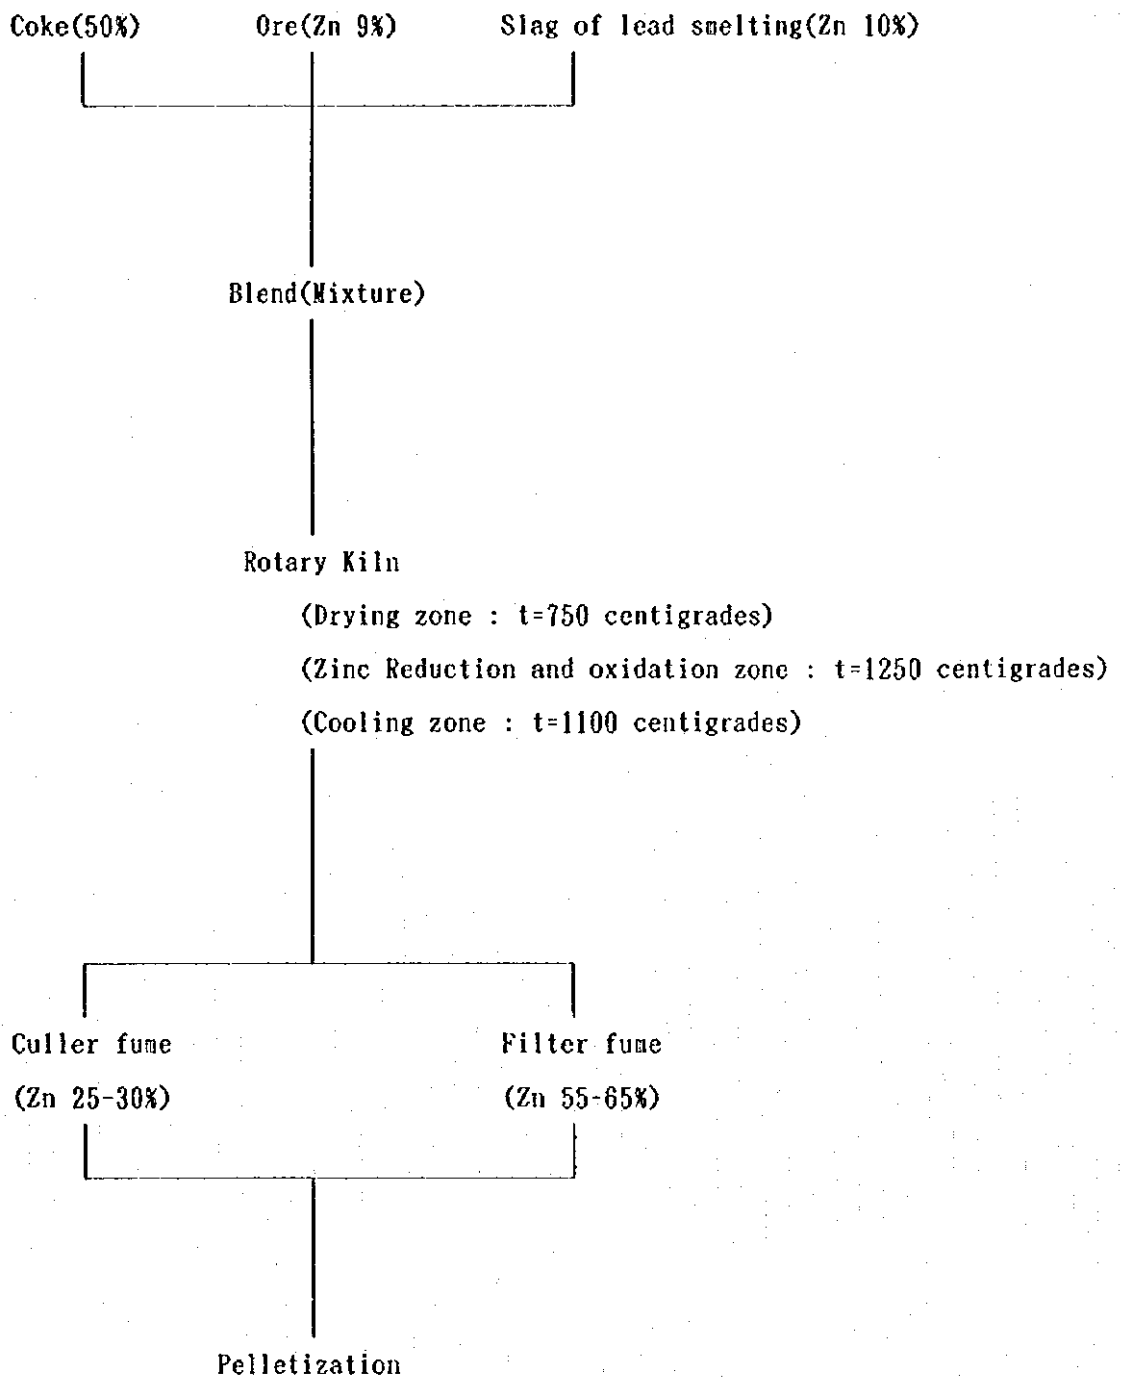 Coke(50%) Ore(Zn 9%) Slag of lead smelting(Zn 10%)
Blend(Mixture)
Rotary Kiln
(Drying zone : t=750 centigrades)
(Zinc Reduction and oxidation zone : t=1250 centigrades)
(Cooling zone : t=1100 centigrades)
Culler fume Filter fume
(Zn 25-30%) (Zn 55-65%)
Pelletization